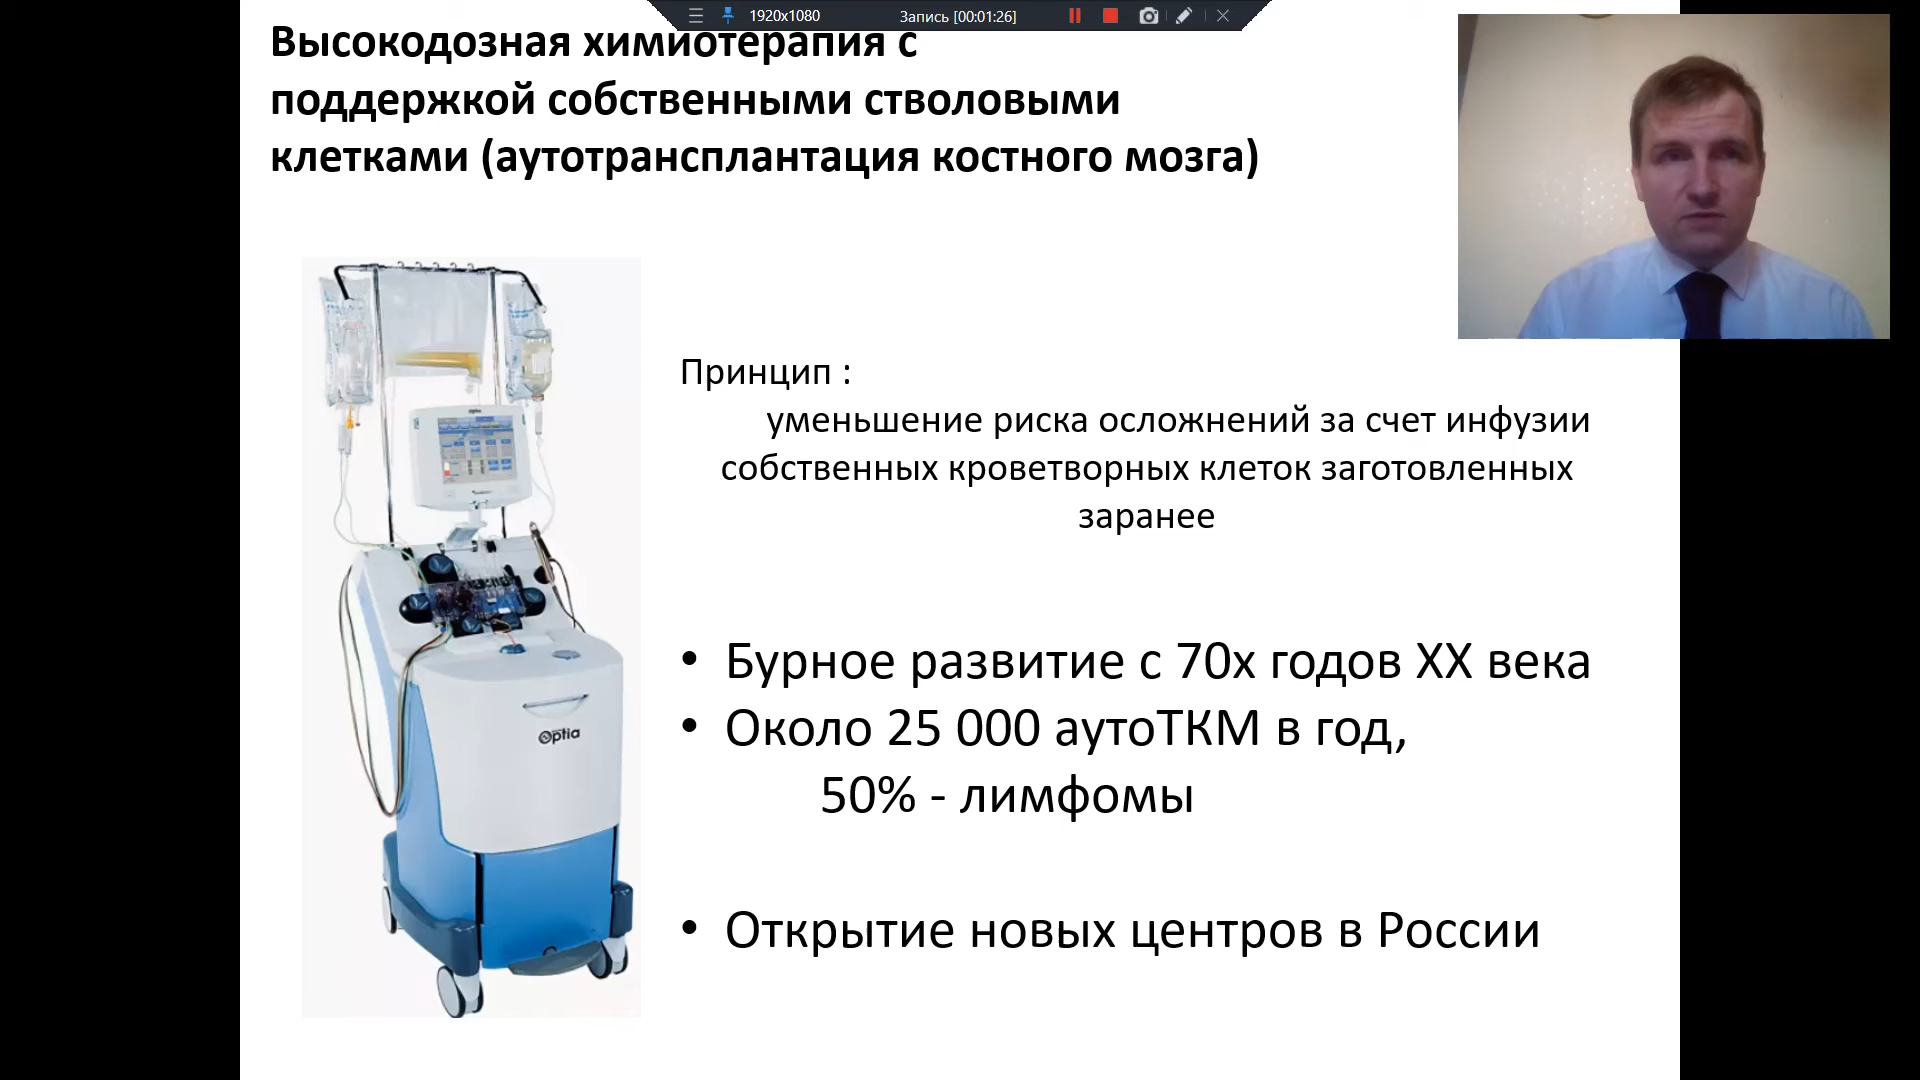 1920x1080
Запись [00:01:26]
Высокодозная химиотерапия с
поддержкой собственными стволовыми
клетками (аутотрансплантация костного мозга)
Принцип :
уменьшение риска осложнений за счет инфузии
собственных кроветворных клеток заготовленных
заранее
• Бурное развитие с 70х годов XX века
• Около 25 000 аутоТКМ в год,
50% - лимфомы
• Открытие новых центров в России
Optia